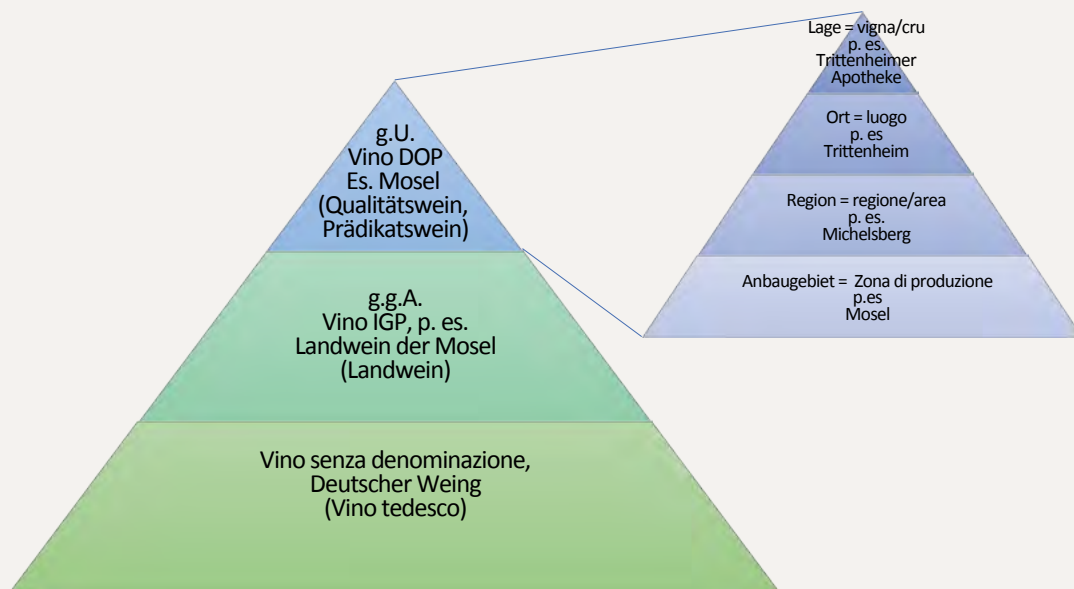 g.U.
Vino DOP
Es. Mosel
(Qualitätswein,
Prädikatswein)
g.g.A.
Vino IGP, p. es.
Landwein der Mosel
(Landwein)
Vino senza denominazione,
Deutscher Weing
(Vino tedesco)
Lage = vigna/cru
p. es.
Trittenheimer
Apotheke
Ort = luogo
p. es
Trittenheim
Region = regione/area
p. es.
Michelsberg
Anbaugebiet = Zona di produzione
p.es
Mosel